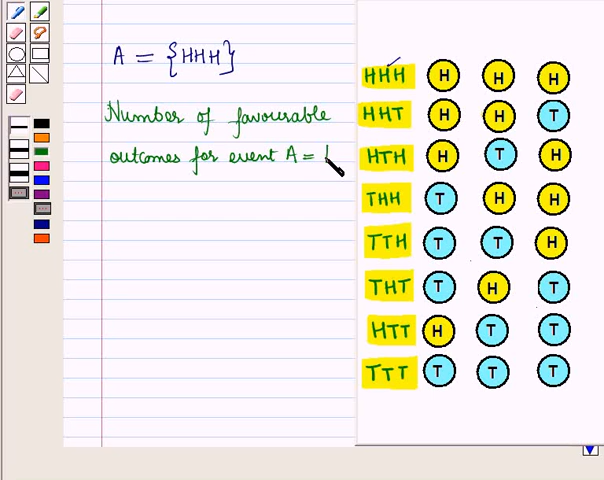 A = {HHH}
Number of favourable
outcomes for event A = 1
HHH H H H
HHT H H T
HTH H T H
THH T H H
TTH T T H
THT T H T
HTT H T T
TTT T T T